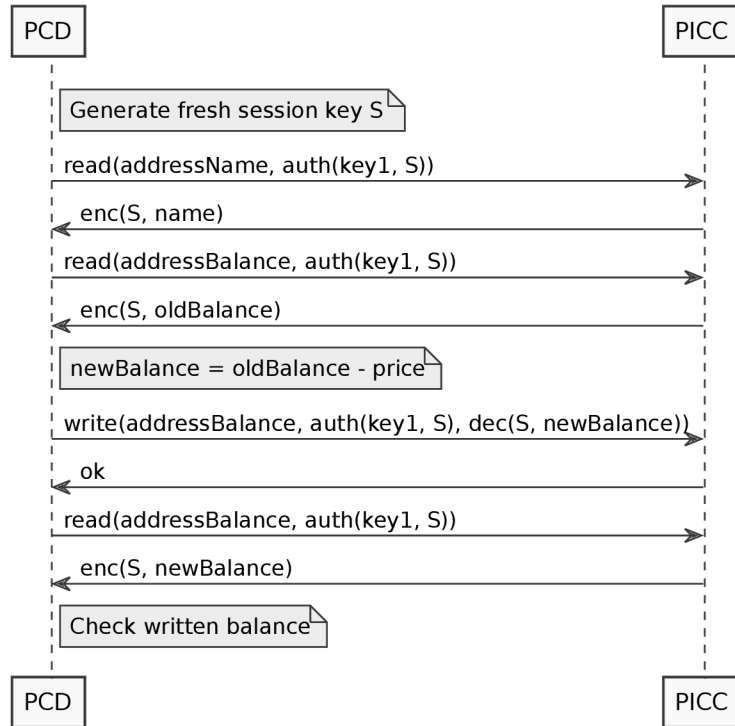 PCD PICC
Generate fresh session key S
read(addressName, auth(key1, S))
enc(S, name)
read(addressBalance, auth(key1, S))
enc(S, oldBalance)
newBalance = oldBalance - price
write(addressBalance, auth(key1, S), dec(S, newBalance))
ok
read(addressBalance, auth(key1, S))
enc(S, newBalance)
Check written balance
PCD PICC